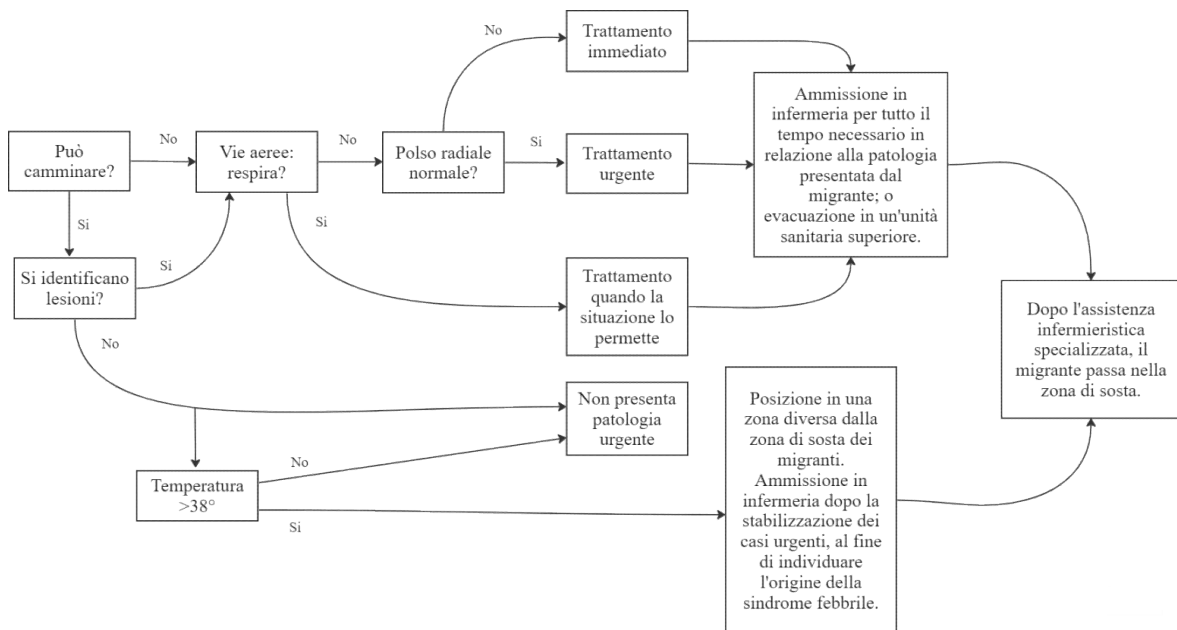 Può
camminare?
No
Si
Si identificano
lesioni?
Si
No
Vie aeree:
respira?
No
Si
Polso radiale
normale?
No
Si
Trattamento
immediato
Trattamento
urgente
Trattamento
quando la
situazione lo
permette
Non presenta
patologia
urgente
Temperatura
>38°
No
Si
Ammissione in
infermeria per tutto il
tempo necessario in
relazione alla patologia
presentata dal
migrante; o
evacuazione in un'unità
sanitaria superiore.
Posizione in una
zona diversa dalla
zona di sosta dei
migranti.
Ammissione in
infermeria dopo la
stabilizzazione dei
casi urgenti, al fine
di individuare
l'origine della
sindrome febbrile.
Dopo l'assistenza
infermieristica
specializzata, il
migrante passa nella
zona di sosta.